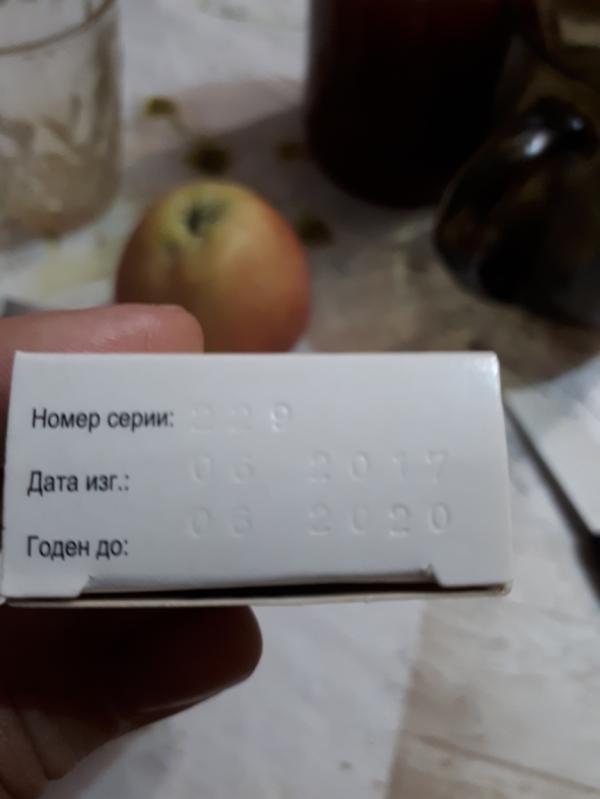 Номер серии: 229
Дата изг.: 06 2017
Годен до: 06 2020